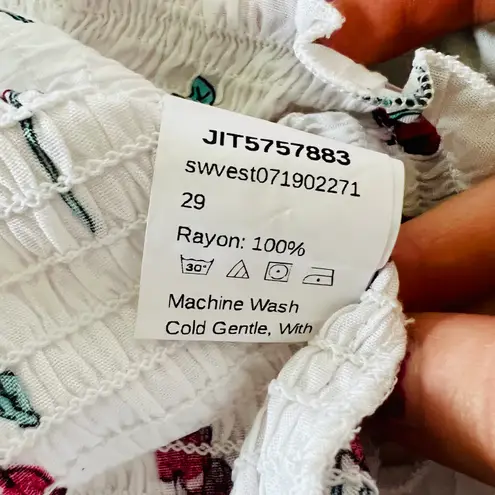 JIT5757883
swvest071902271
29
Rayon: 100%
30°
Machine Wash
Cold Gentle, With